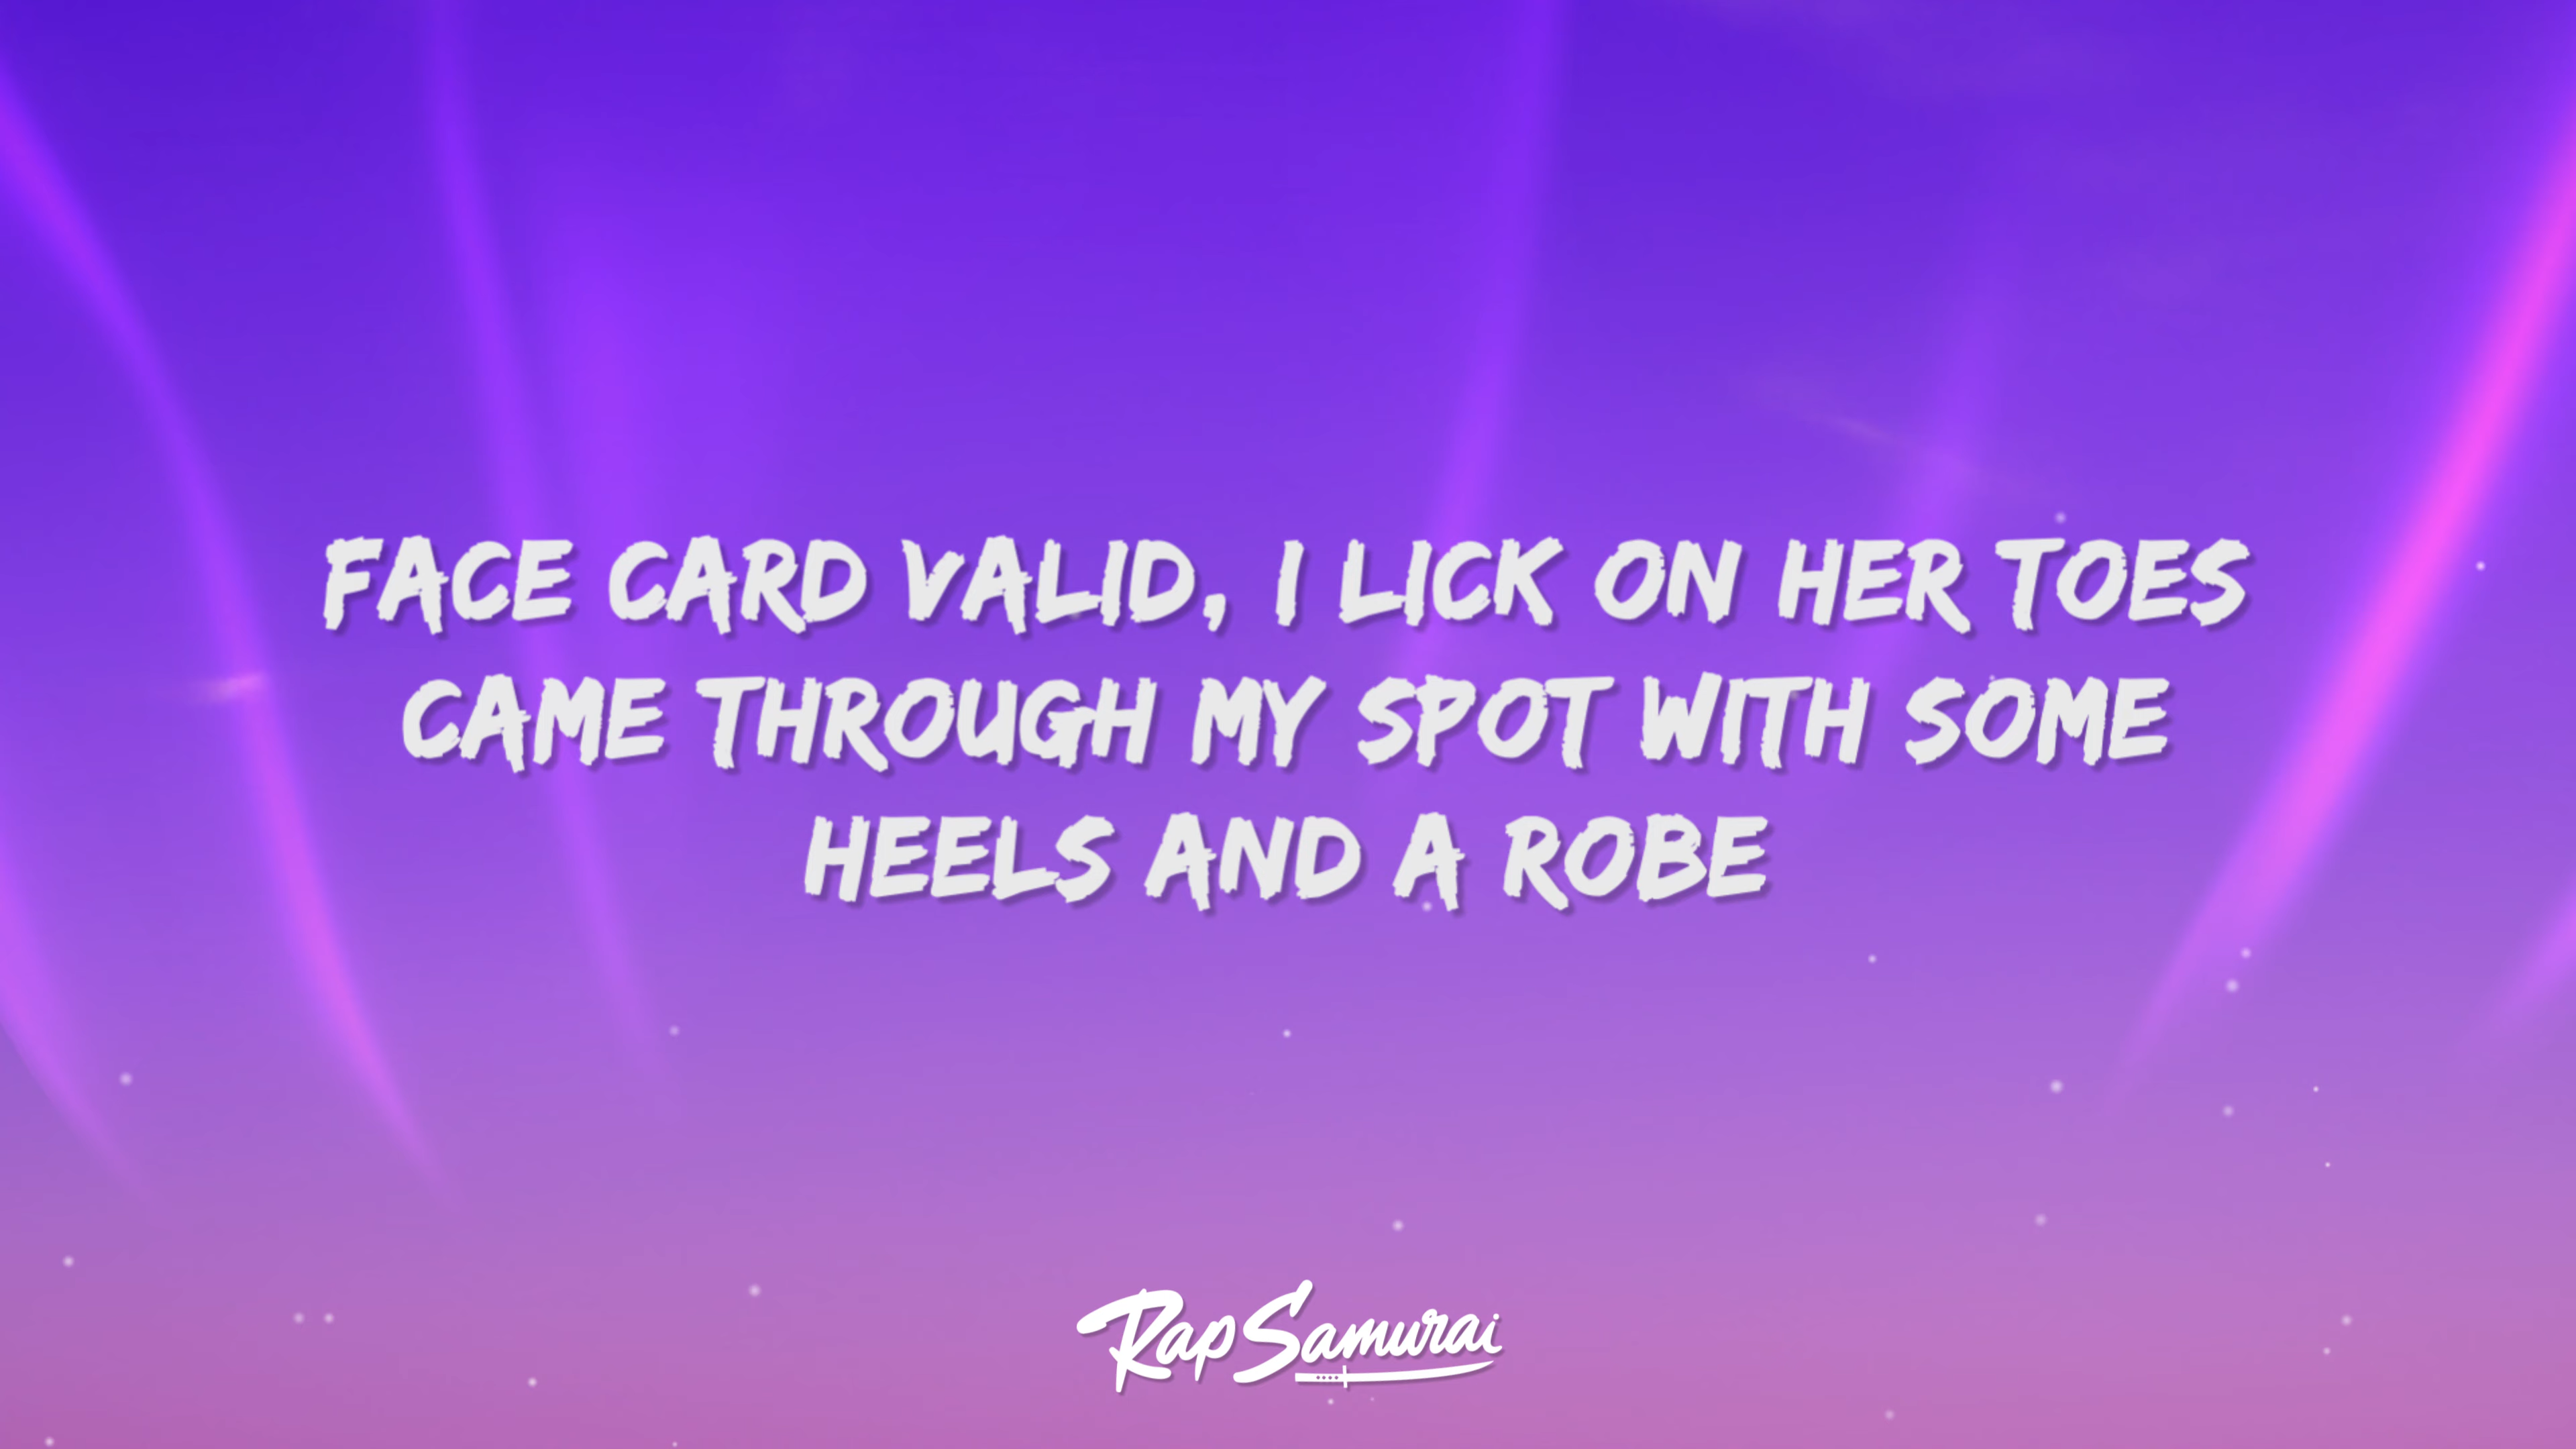 FACE CARD VALID, I LICK ON HER TOES
CAME THROUGH MY SPOT WITH SOME
HEELS AND A ROBE
Rap Samurai